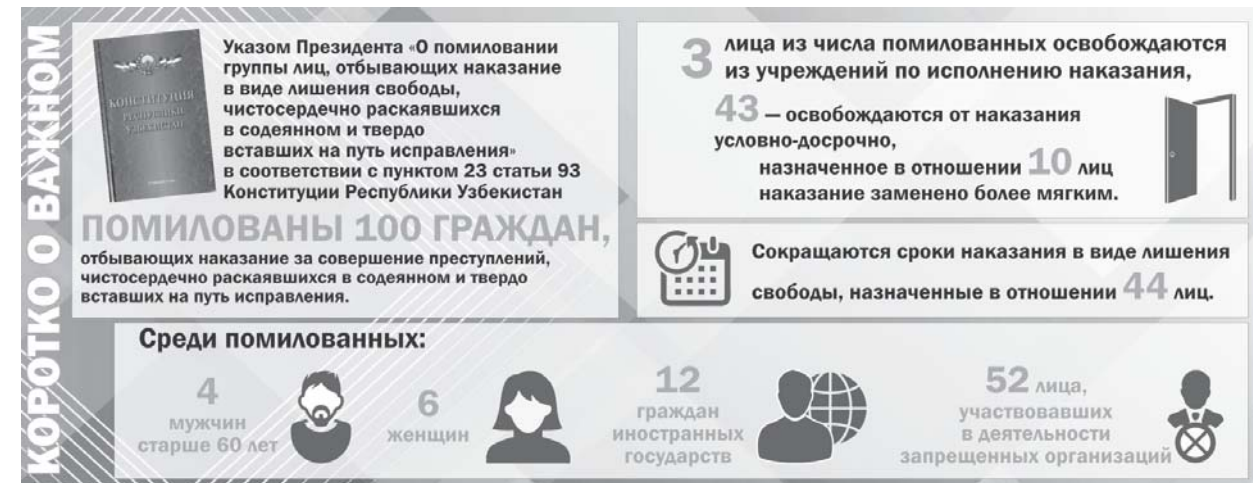 КОРОТКО О ВАЖНОМ
КОНСТИТУЦИЯ
РЕСПУБЛИКИ
УЗБЕКИСТАН
Указом Президента «О помиловании
группы лиц, отбывающих наказание
в виде лишения свободы,
чистосердечно раскаявшихся
в содеянном и твердо
вставших на путь исправления»
в соответствии с пунктом 23 статьи 93
Конституции Республики Узбекистан
ПОМИЛОВАНЫ 100 ГРАЖДАН,
отбывающих наказание за совершение преступлений,
чистосердечно раскаявшихся в содеянном и твердо
вставших на путь исправления.
3 лица из числа помилованных освобождаются
из учреждений по исполнению наказания,
43 – освобождаются от наказания
условно-досрочно,
назначенное в отношении 10 лиц
наказание заменено более мягким.
Сокращаются сроки наказания в виде лишения
свободы, назначенные в отношении 44 лиц.
Среди помилованных:
4
мужчин
старше 60 лет
6
женщин
12
граждан
иностранных
государств
52 лица,
участвовавших
в деятельности
запрещенных организаций